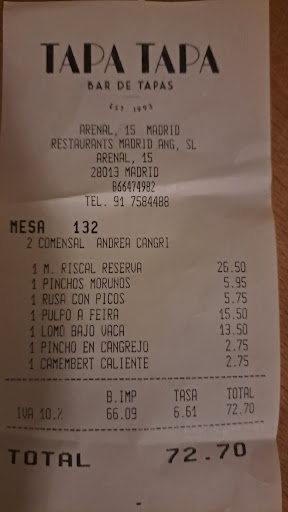 TAPA TAPA
BAR DE TAPAS
EST. 1993
ARENAL, 15 MADRID
RESTAURANTS MADRID ANG, SL
ARENAL, 15
28013 MADRID
B66474982
TEL. 91 7584488
MESA 132
2 COMENSAL ANDREA CANGRI
1 M. RISCAL RESERVA 26.50
1 PINCHOS MORUNOS 5.95
1 RUSA CON PICOS 5.75
1 PULPO A FEIRA 15.50
1 LOMO BAJO VACA 13.50
1 PINCHO EN CANGREJO 2.75
1 CAMEMBERT CALIENTE 2.75
B.IMP TASA TOTAL
IVA 10.% 66.09 6.61 72.70
TOTAL 72.70